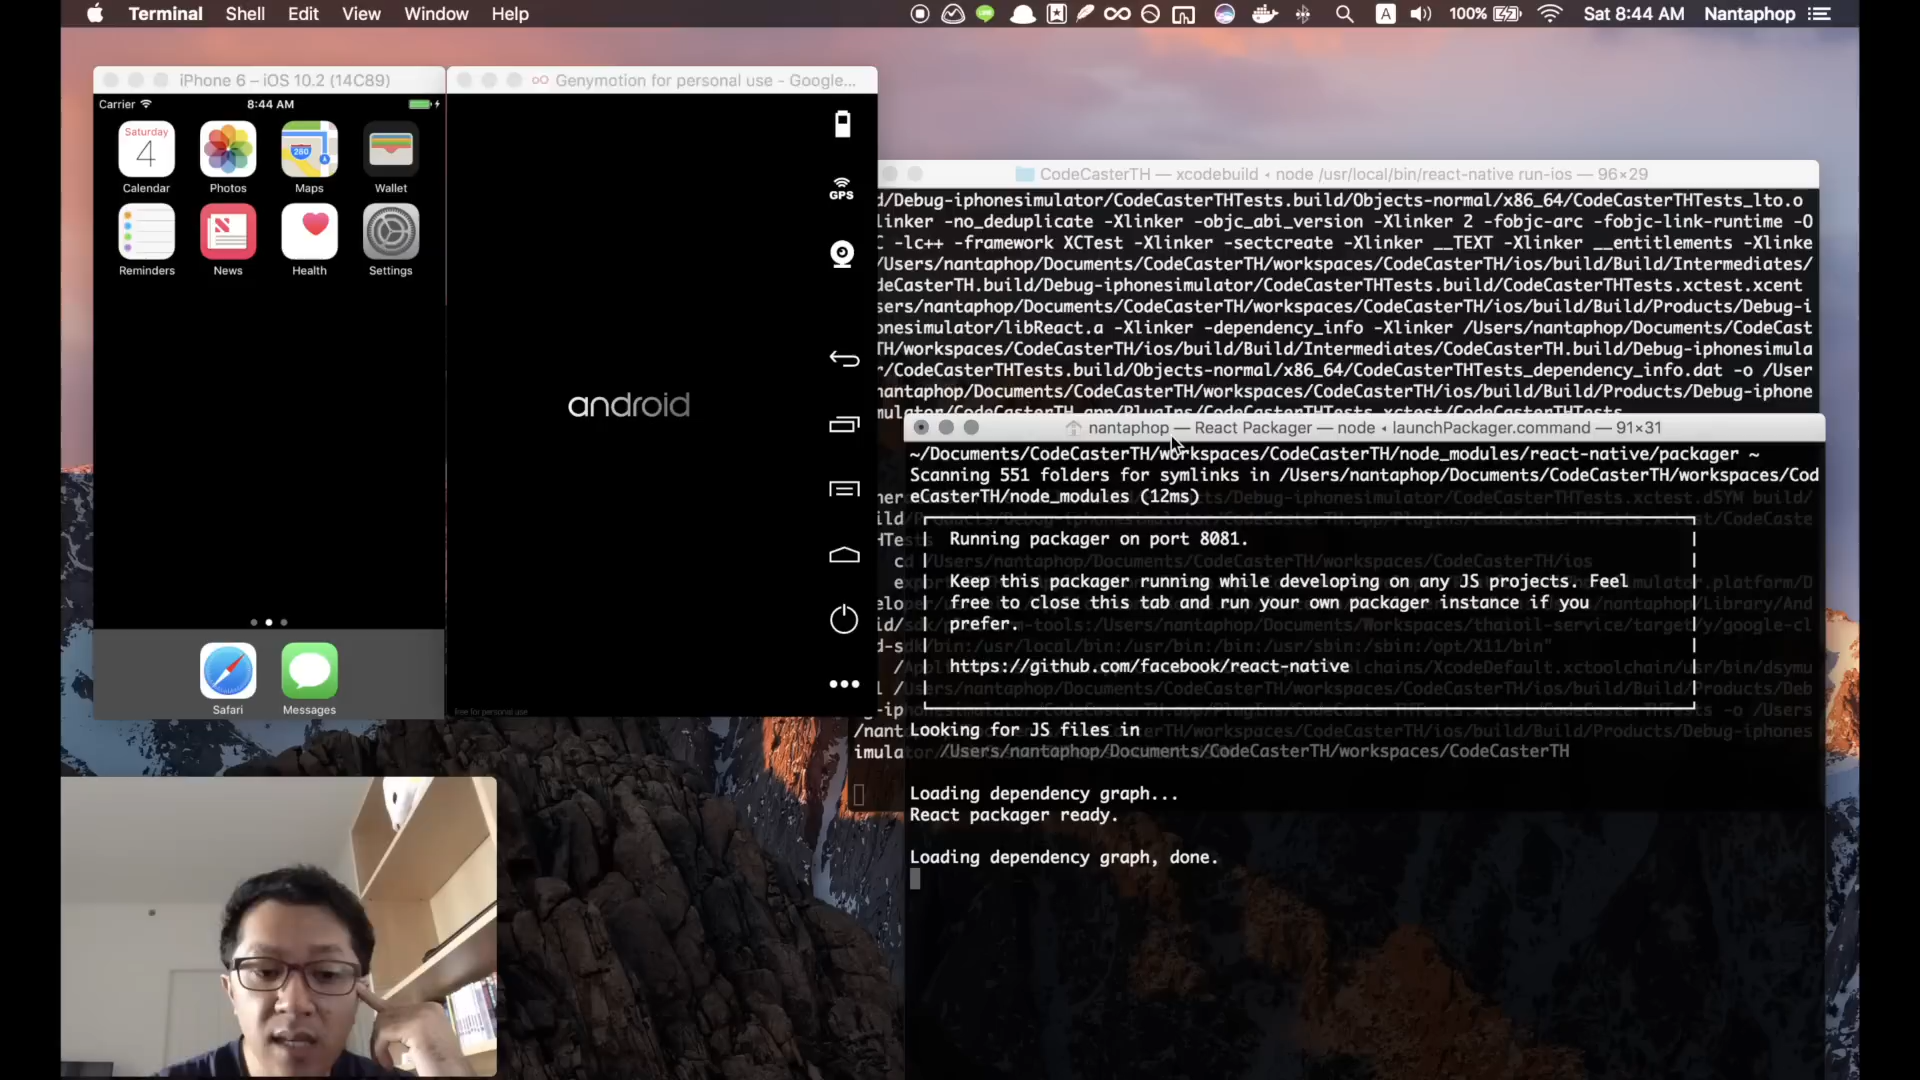 Terminal Shell Edit View Window Help
A 100% Sat 8:44 AM Nantaphop
iPhone 6 – iOS 10.2 (14C89)
Carrier 8:44 AM
Saturday
4
280
Calendar Photos Maps Wallet
Reminders News Health Settings
Safari Messages
Genymotion for personal use - Google...
GPS
android
free for personal use
CodeCasterTH — xcodebuild ◂ node /usr/local/bin/react-native run-ios — 96×29
d/Debug-iphonesimulator/CodeCasterTHTests.build/Objects-normal/x86_64/CodeCasterTHTests_lto.o
linker -no_deduplicate -Xlinker -objc_abi_version -Xlinker 2 -fobjc-arc -fobjc-link-runtime -O
C -lc++ -framework XCTest -Xlinker -sectcreate -Xlinker __TEXT -Xlinker __entitlements -Xlinke
/Users/nantaphop/Documents/CodeCasterTH/workspaces/CodeCasterTH/ios/build/Build/Intermediates/
deCasterTH.build/Debug-iphonesimulator/CodeCasterTHTests.build/CodeCasterTHTests.xctest.xcent
sers/nantaphop/Documents/CodeCasterTH/workspaces/CodeCasterTH/ios/build/Build/Products/Debug-i
onesimulator/libReact.a -Xlinker -dependency_info -Xlinker /Users/nantaphop/Documents/CodeCast
TH/workspaces/CodeCasterTH/ios/build/Build/Intermediates/CodeCasterTH.build/Debug-iphonesimula
r/CodeCasterTHTests.build/Objects-normal/x86_64/CodeCasterTHTests_dependency_info.dat -o /User
nantaphop/Documents/CodeCasterTH/workspaces/CodeCasterTH/ios/build/Build/Products/Debug-iphone
mulator/CodeCasterTH.app/PlugIns/CodeCasterTHTests.xctest/CodeCasterTHTests
nantaphop — React Packager — node ◂ launchPackager.command — 91×31
~/Documents/CodeCasterTH/workspaces/CodeCasterTH/node_modules/react-native/packager ~
Scanning 551 folders for symlinks in /Users/nantaphop/Documents/CodeCasterTH/workspaces/Cod
eCasterTH/node_modules (12ms)
Running packager on port 8081.
Keep this packager running while developing on any JS projects. Feel
free to close this tab and run your own packager instance if you
prefer.
https://github.com/facebook/react-native
Looking for JS files in
/Users/nantaphop/Documents/CodeCasterTH/workspaces/CodeCasterTH
Loading dependency graph...
React packager ready.
Loading dependency graph, done.